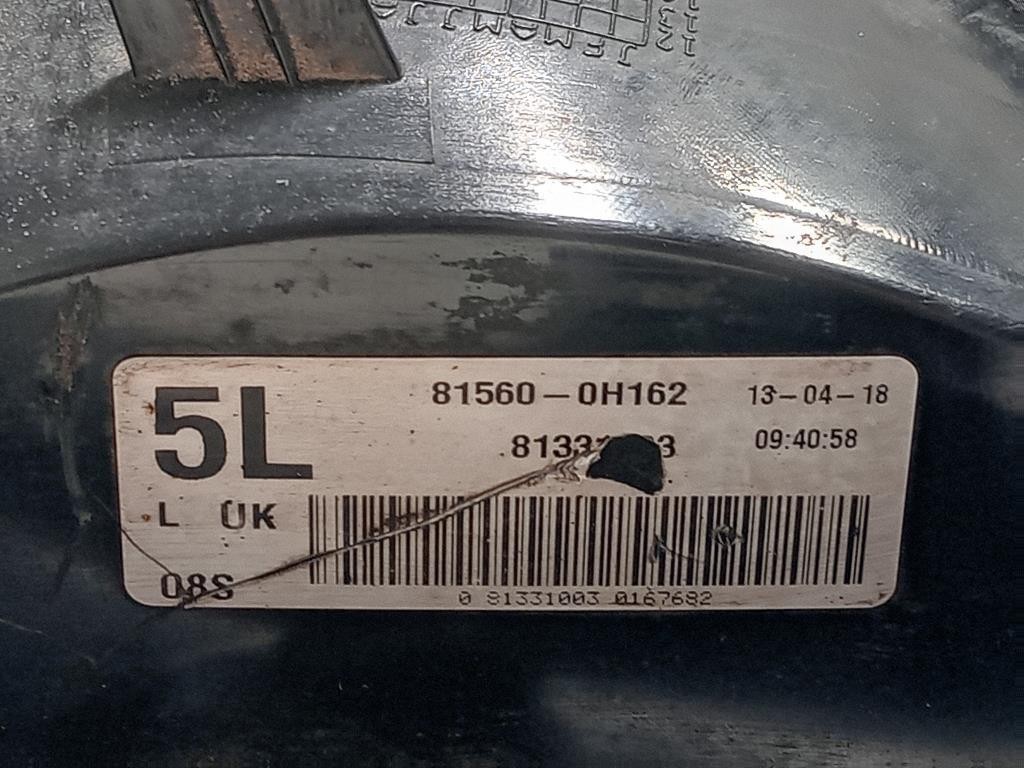 5L
81560-0H162
13-04-18
09:40:58
L UK
08S
0 81331003 0167682